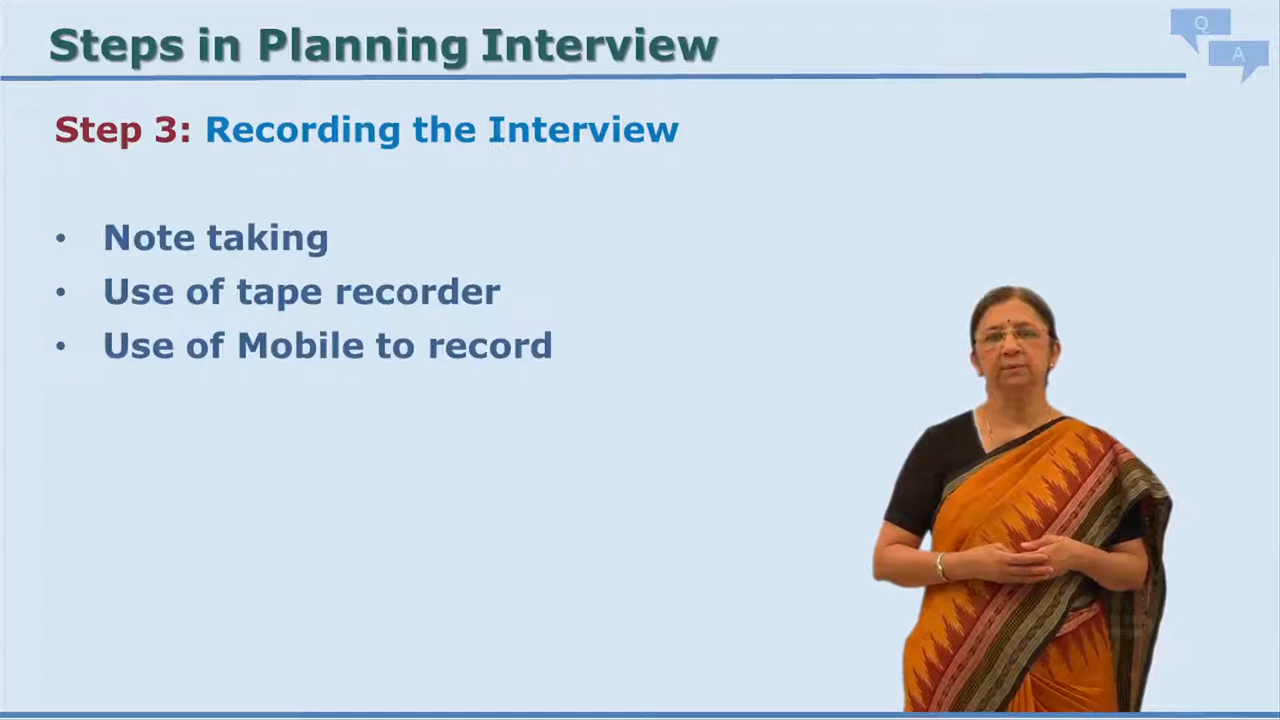 Steps in Planning Interview
Q
A
Step 3: Recording the Interview
• Note taking
• Use of tape recorder
• Use of Mobile to record